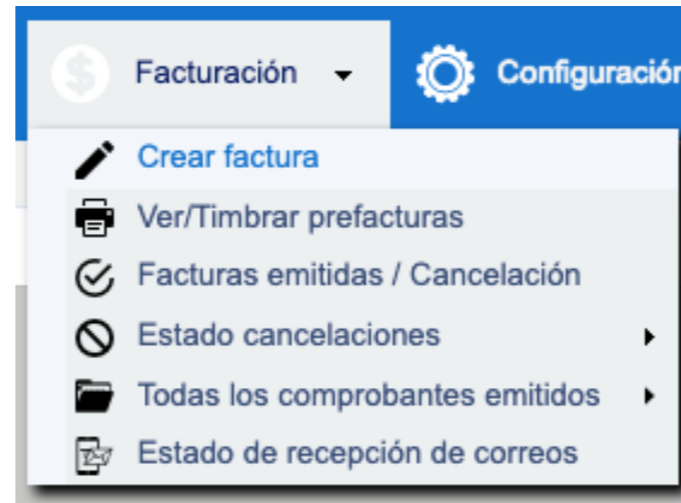 Facturación
Configuración
Crear factura
Ver/Timbrar prefacturas
Facturas emitidas / Cancelación
Estado cancelaciones
Todas los comprobantes emitidos
Estado de recepción de correos